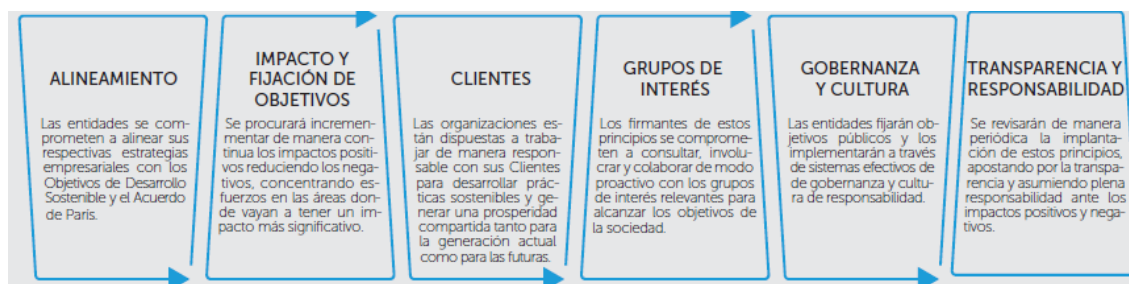 ALINEAMIENTO
Las entidades se com-
prometen a alinear sus
respectivas estrategias
empresariales con los
Objetivos de Desarrollo
Sostenible y el Acuerdo
de París.
IMPACTO Y
FIJACIÓN DE
OBJETIVOS
Se procurará incremen-
mentar de manera con-
tinua los impactos positi-
vos reduciendo los nega-
tivos, concentrando es-
fuerzos en las áreas don-
de vayan a tener un im-
pacto más significativo.
CLIENTES
Las organizaciones es-
tán dispuestas a traba-
jar de manera respon-
sable con sus Clientes
para desarrollar prác-
ticas sostenibles y ge-
nerar una prosperidad
compartida tanto para
la generación actual
como para las futuras.
GRUPOS DE
INTERÉS
Los firmantes de estos
principios se comprome-
ten a consultar, involu-
crar y colaborar de modo
proactivo con los grupos
de interés relevantes para
alcanzar los objetivos de
la sociedad.
GOBERNANZA
Y CULTURA
Las entidades fijarán ob-
jetivos públicos y los
implementarán a través
de sistemas efectivos de
de gobernanza y cultu-
ra de responsabilidad.
TRANSPARENCIA Y
RESPONSABILIDAD
Se revisarán de manera
periódica la implanta-
ción de estos principios,
apostando por la transpa-
rencia y asumiendo plena
responsabilidad ante los
impactos positivos y nega-
tivos.